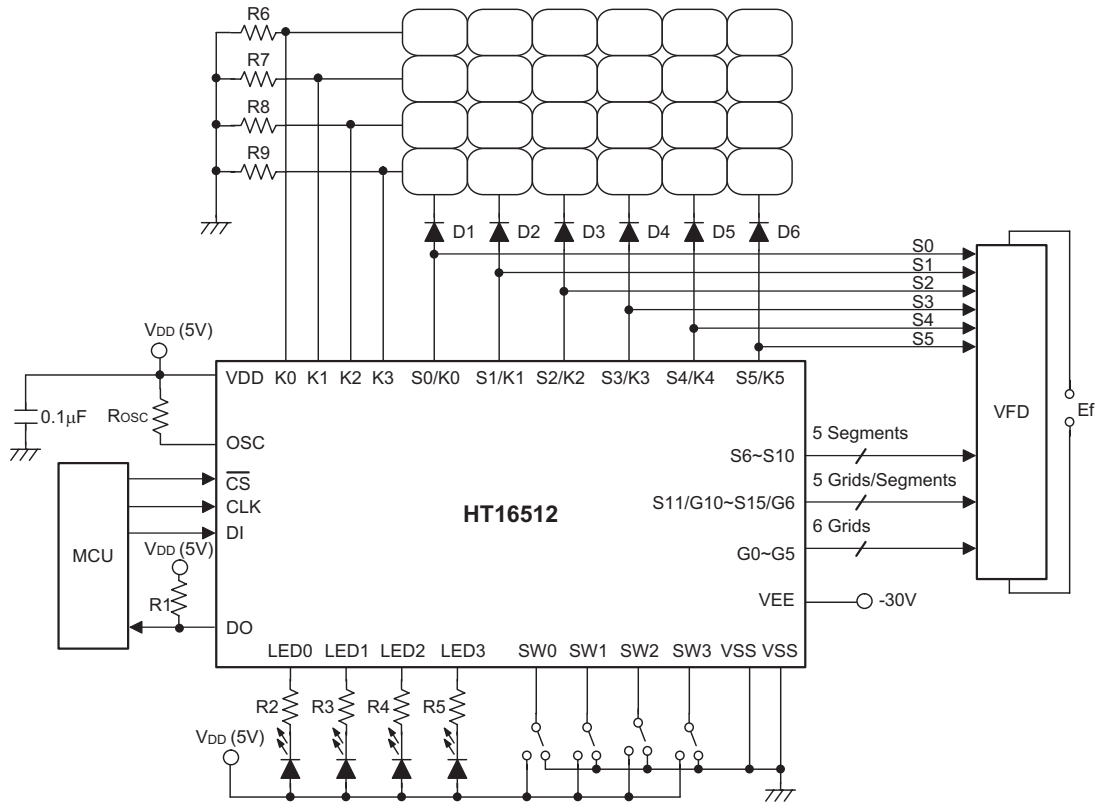 R6
R7
R8
R9
D1 D2 D3 D4 D5 D6
S0
S1
S2
S3
S4
S5
VDD (5V)
VDD K0 K1 K2 K3 S0/K0 S1/K1 S2/K2 S3/K3 S4/K4 S5/K5
0.1μF
ROSC
OSC
VFD
Ef
CS
CLK
DI
MCU
VDD (5V)
R1
DO
HT16512
S6~S10
5 Segments
S11/G10~S15/G6
5 Grids/Segments
G0~G5
6 Grids
VEE
-30V
LED0 LED1 LED2 LED3 SW0 SW1 SW2 SW3 VSS VSS
R2 R3 R4 R5
VDD (5V)